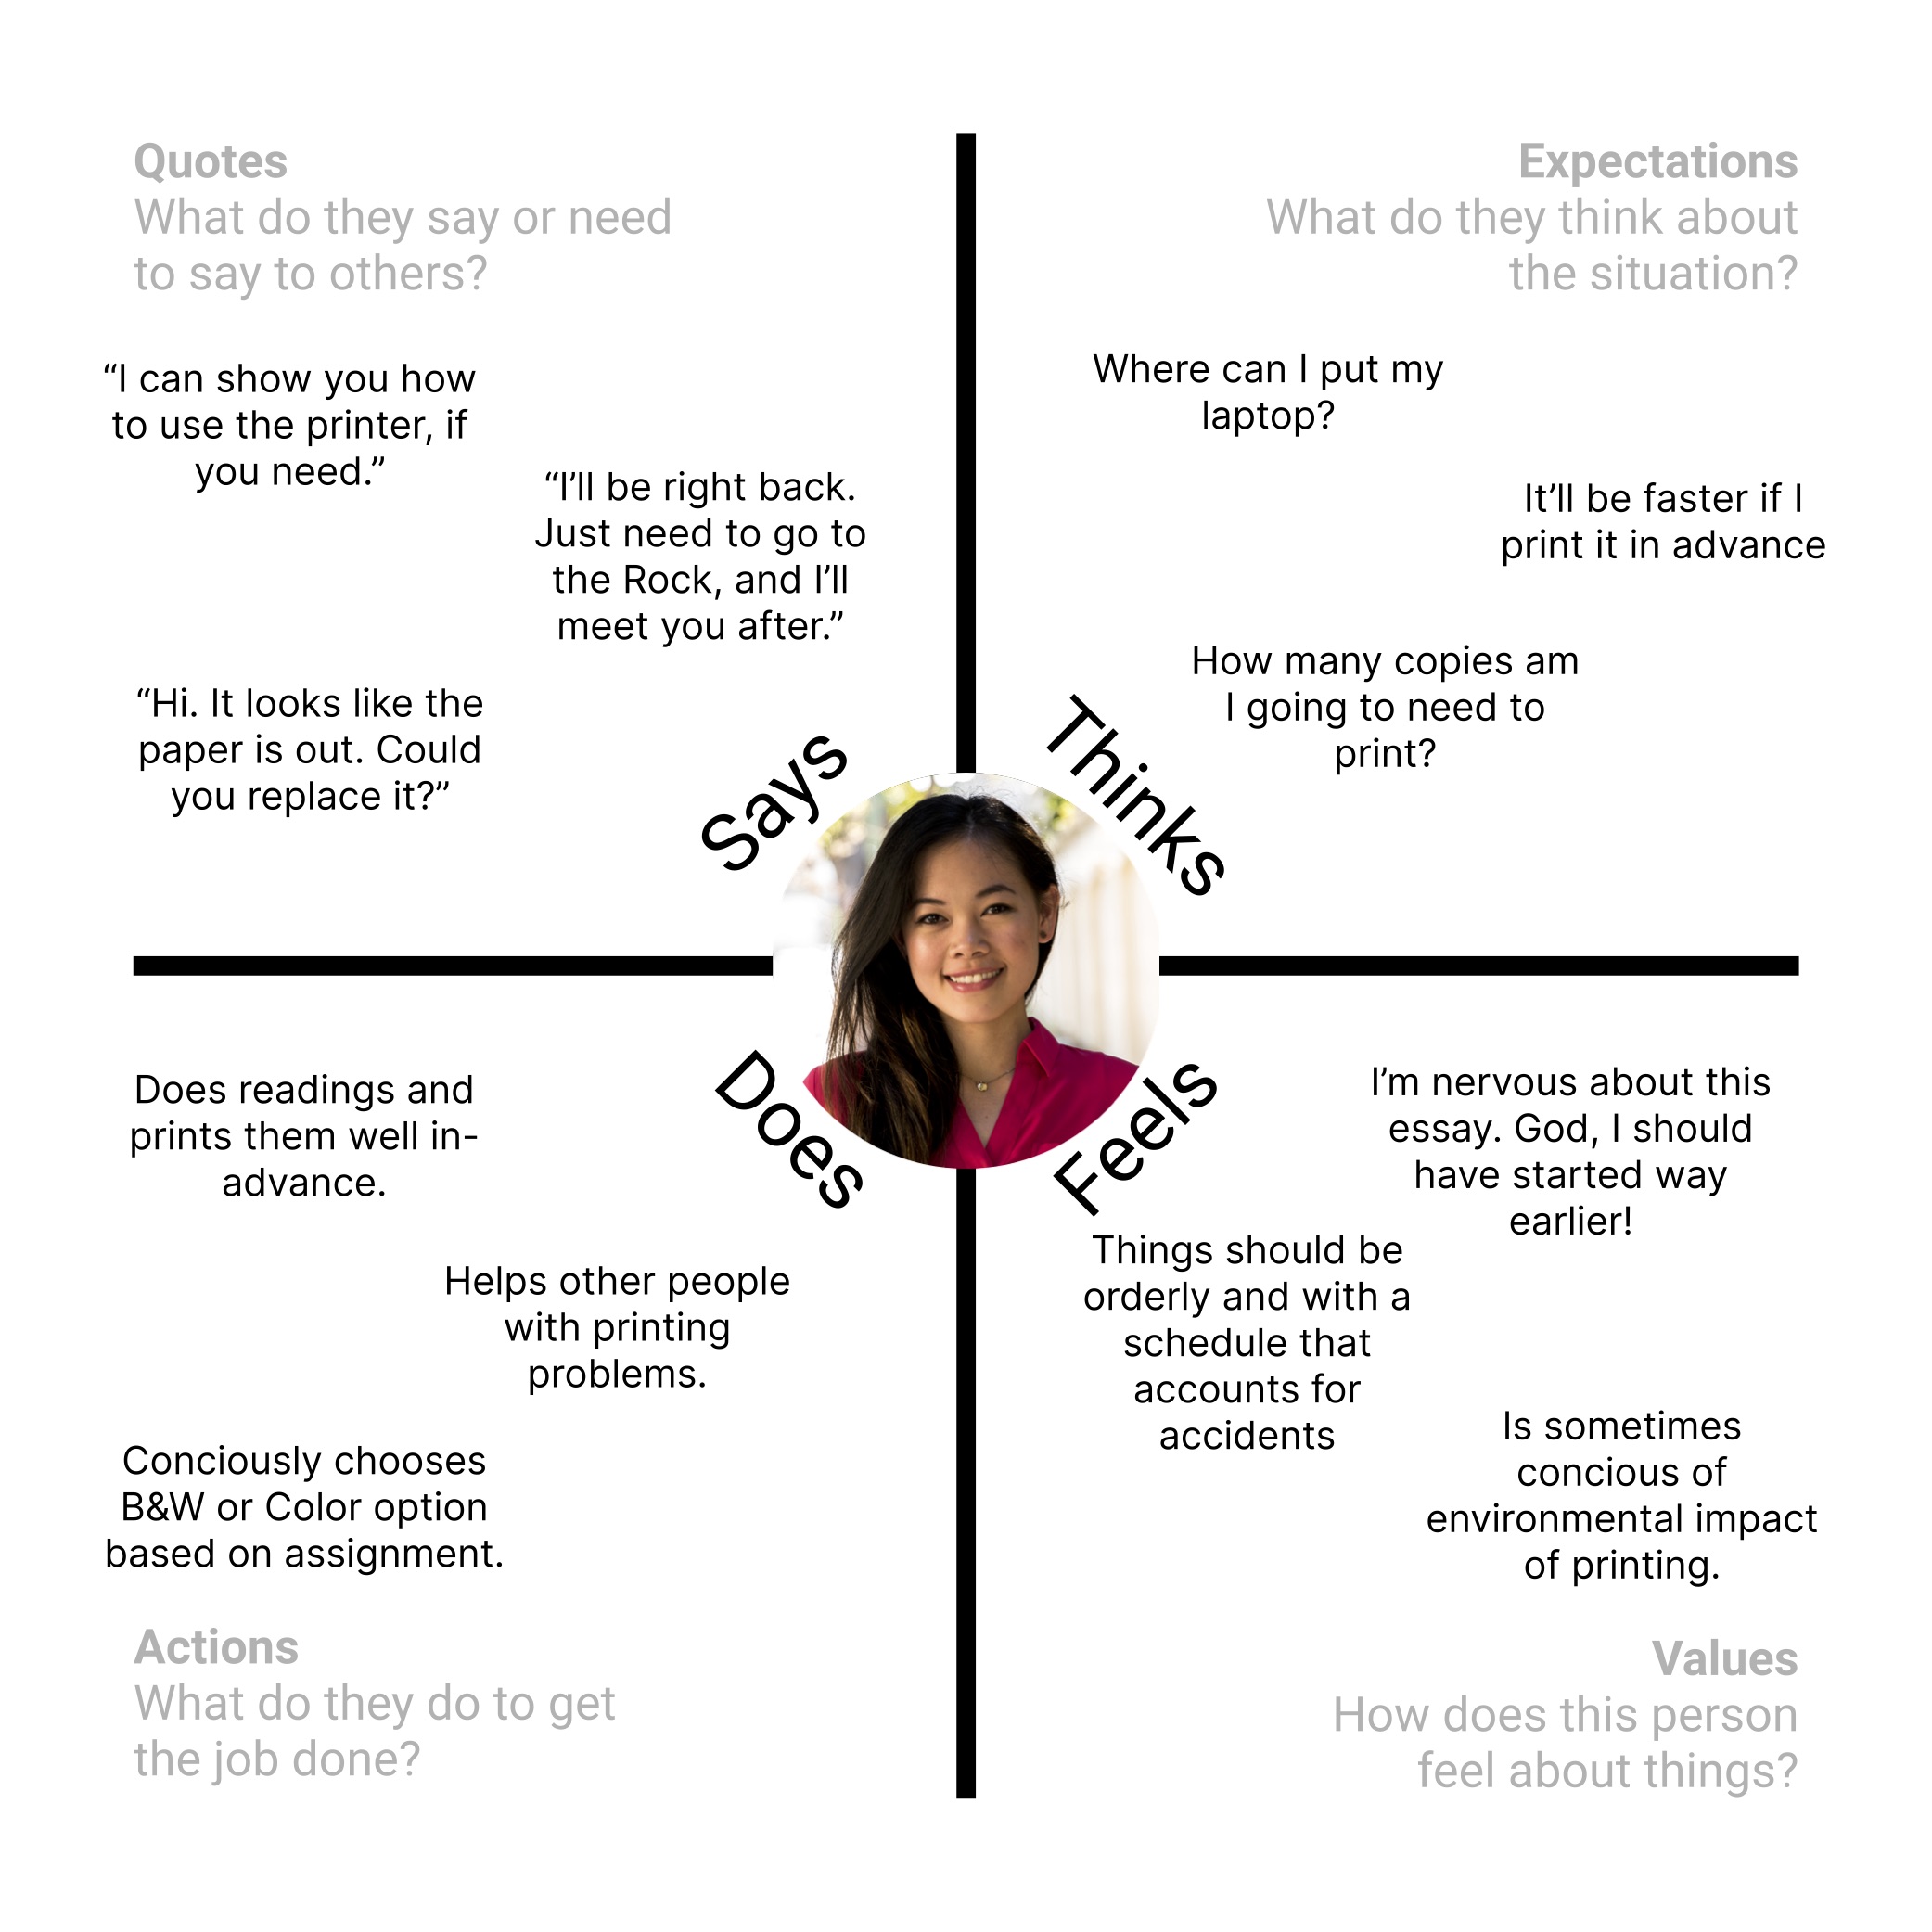 Quotes
What do they say or need
to say to others?
“I can show you how
to use the printer, if
you need.”
“I’ll be right back.
Just need to go to
the Rock, and I’ll
meet you after.”
“Hi. It looks like the
paper is out. Could
you replace it?”
Says
Expectations
What do they think about
the situation?
Where can I put my
laptop?
It’ll be faster if I
print it in advance
How many copies am
I going to need to
print?
Thinks
Does
Does readings and
prints them well in-
advance.
Helps other people
with printing
problems.
Conciously chooses
B&W or Color option
based on assignment.
Actions
What do they do to get
the job done?
Feels
I’m nervous about this
essay. God, I should
have started way
earlier!
Things should be
orderly and with a
schedule that
accounts for
accidents
Is sometimes
concious of
environmental impact
of printing.
Values
How does this person
feel about things?